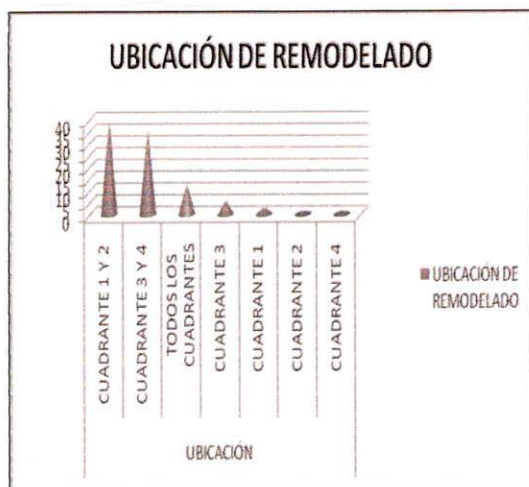 UBICACIÓN DE REMODELADO
40
35
30
25
20
15
10
5
0
CUADRANTE 1 Y 2
CUADRANTE 3 Y 4
TODOS LOS
CUADRANTES
CUADRANTE 3
CUADRANTE 1
CUADRANTE 2
CUADRANTE 4
UBICACIÓN
UBICACIÓN DE
REMODELADO